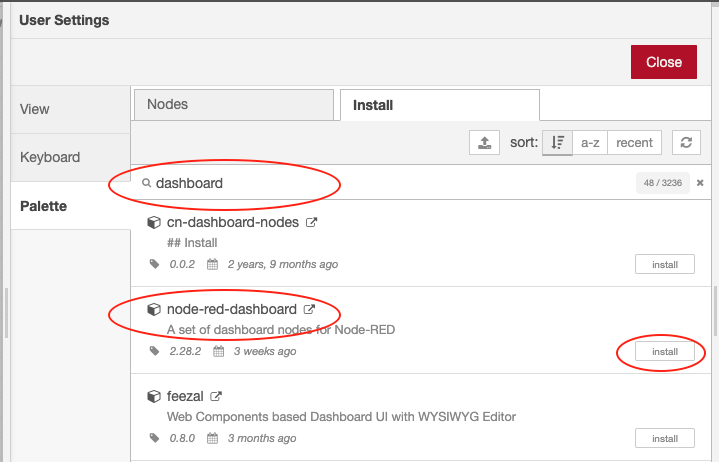 User Settings
Close
View
Keyboard
Palette
Nodes
Install
sort: a-z recent
dashboard
48 / 3236
cn-dashboard-nodes
## Install
0.0.2 2 years, 9 months ago
install
node-red-dashboard
A set of dashboard nodes for Node-RED
2.28.2 3 weeks ago
install
feezal
Web Components based Dashboard UI with WYSIWYG Editor
0.8.0 3 months ago
install